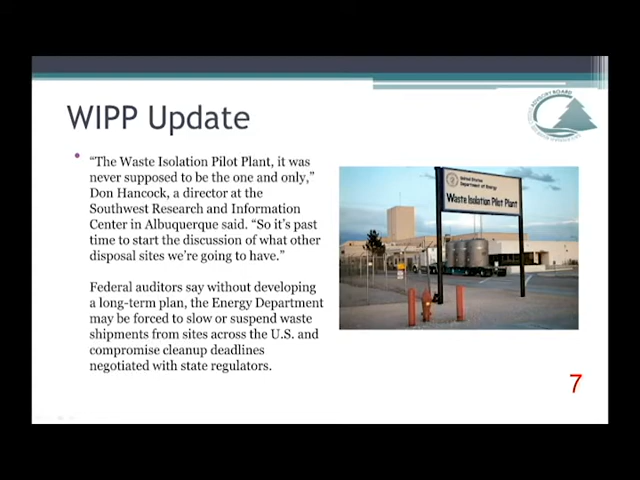 WIPP Update
“The Waste Isolation Pilot Plant, it was
never supposed to be the one and only,”
Don Hancock, a director at the
Southwest Research and Information
Center in Albuquerque said. “So it’s past
time to start the discussion of what other
disposal sites we’re going to have.”
Federal auditors say without developing
a long-term plan, the Energy Department
may be forced to slow or suspend waste
shipments from sites across the U.S. and
compromise cleanup deadlines
negotiated with state regulators.
ADVISORY BOARD
United States
Department of Energy
Waste Isolation Pilot Plant
7